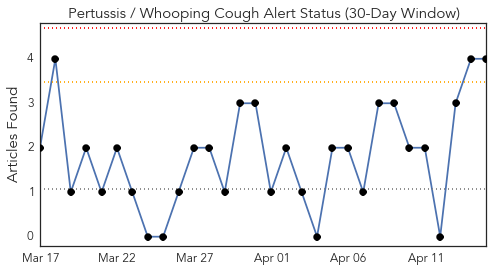 Pertussis / Whooping Cough Alert Status (30-Day Window)
Articles Found
4
3
2
1
0
Mar 17 Mar 22 Mar 27 Apr 01 Apr 06 Apr 11